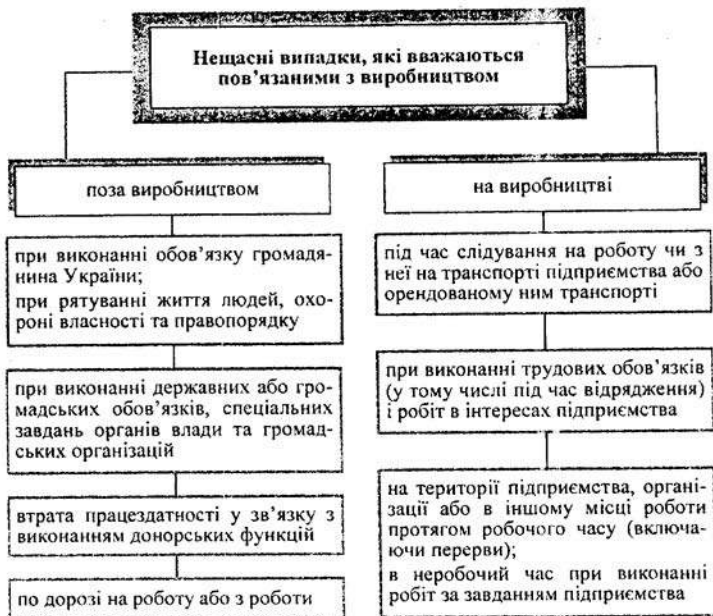 Нещасні випадки, які вважаються
пов’язаними з виробництвом
поза виробництвом
при виконанні обов’язку громадя-
нина України;
при рятуванні життя людей, охо-
роні власності та правопорядку
при виконанні державних або гро-
мадських обов’язків, спеціальних
завдань органів влади та громад-
ських організацій
втрата працездатності у зв’язку з
виконанням донорських функцій
по дорозі на роботу або з роботи
на виробництві
під час слідування на роботу чи з
неї на транспорті підприємства або
орендованому ним транспорті
при виконанні трудових обов’язків
(у тому числі під час відрядження)
і робіт в інтересах підприємства
на території підприємства, органі-
зації або в іншому місці роботи
протягом робочого часу (включа-
ючи перерви);
в неробочий час при виконанні
робіт за завданням підприємства